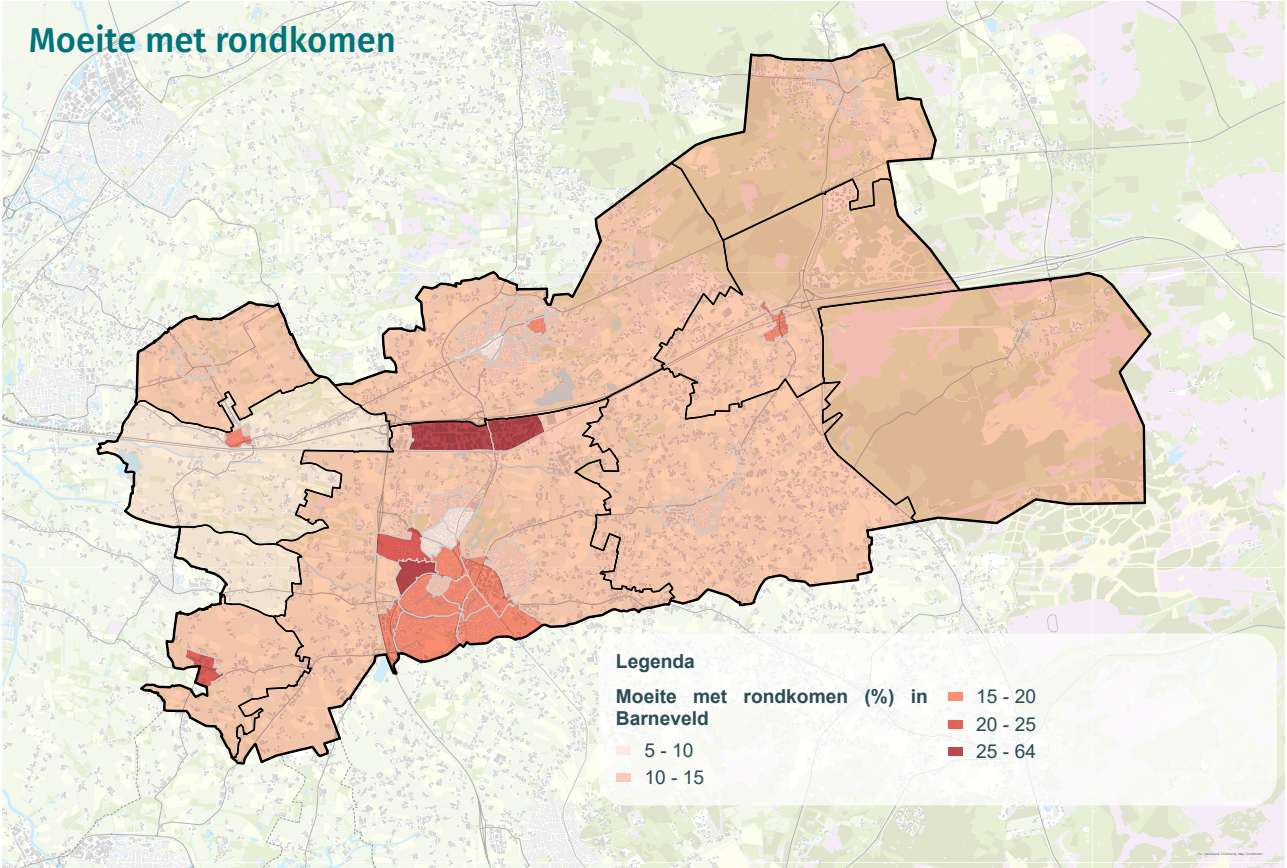 Moeite met rondkomen
Legenda
Moeite met rondkomen (%) in
Barneveld
5 - 10
10 - 15
15 - 20
20 - 25
25 - 64